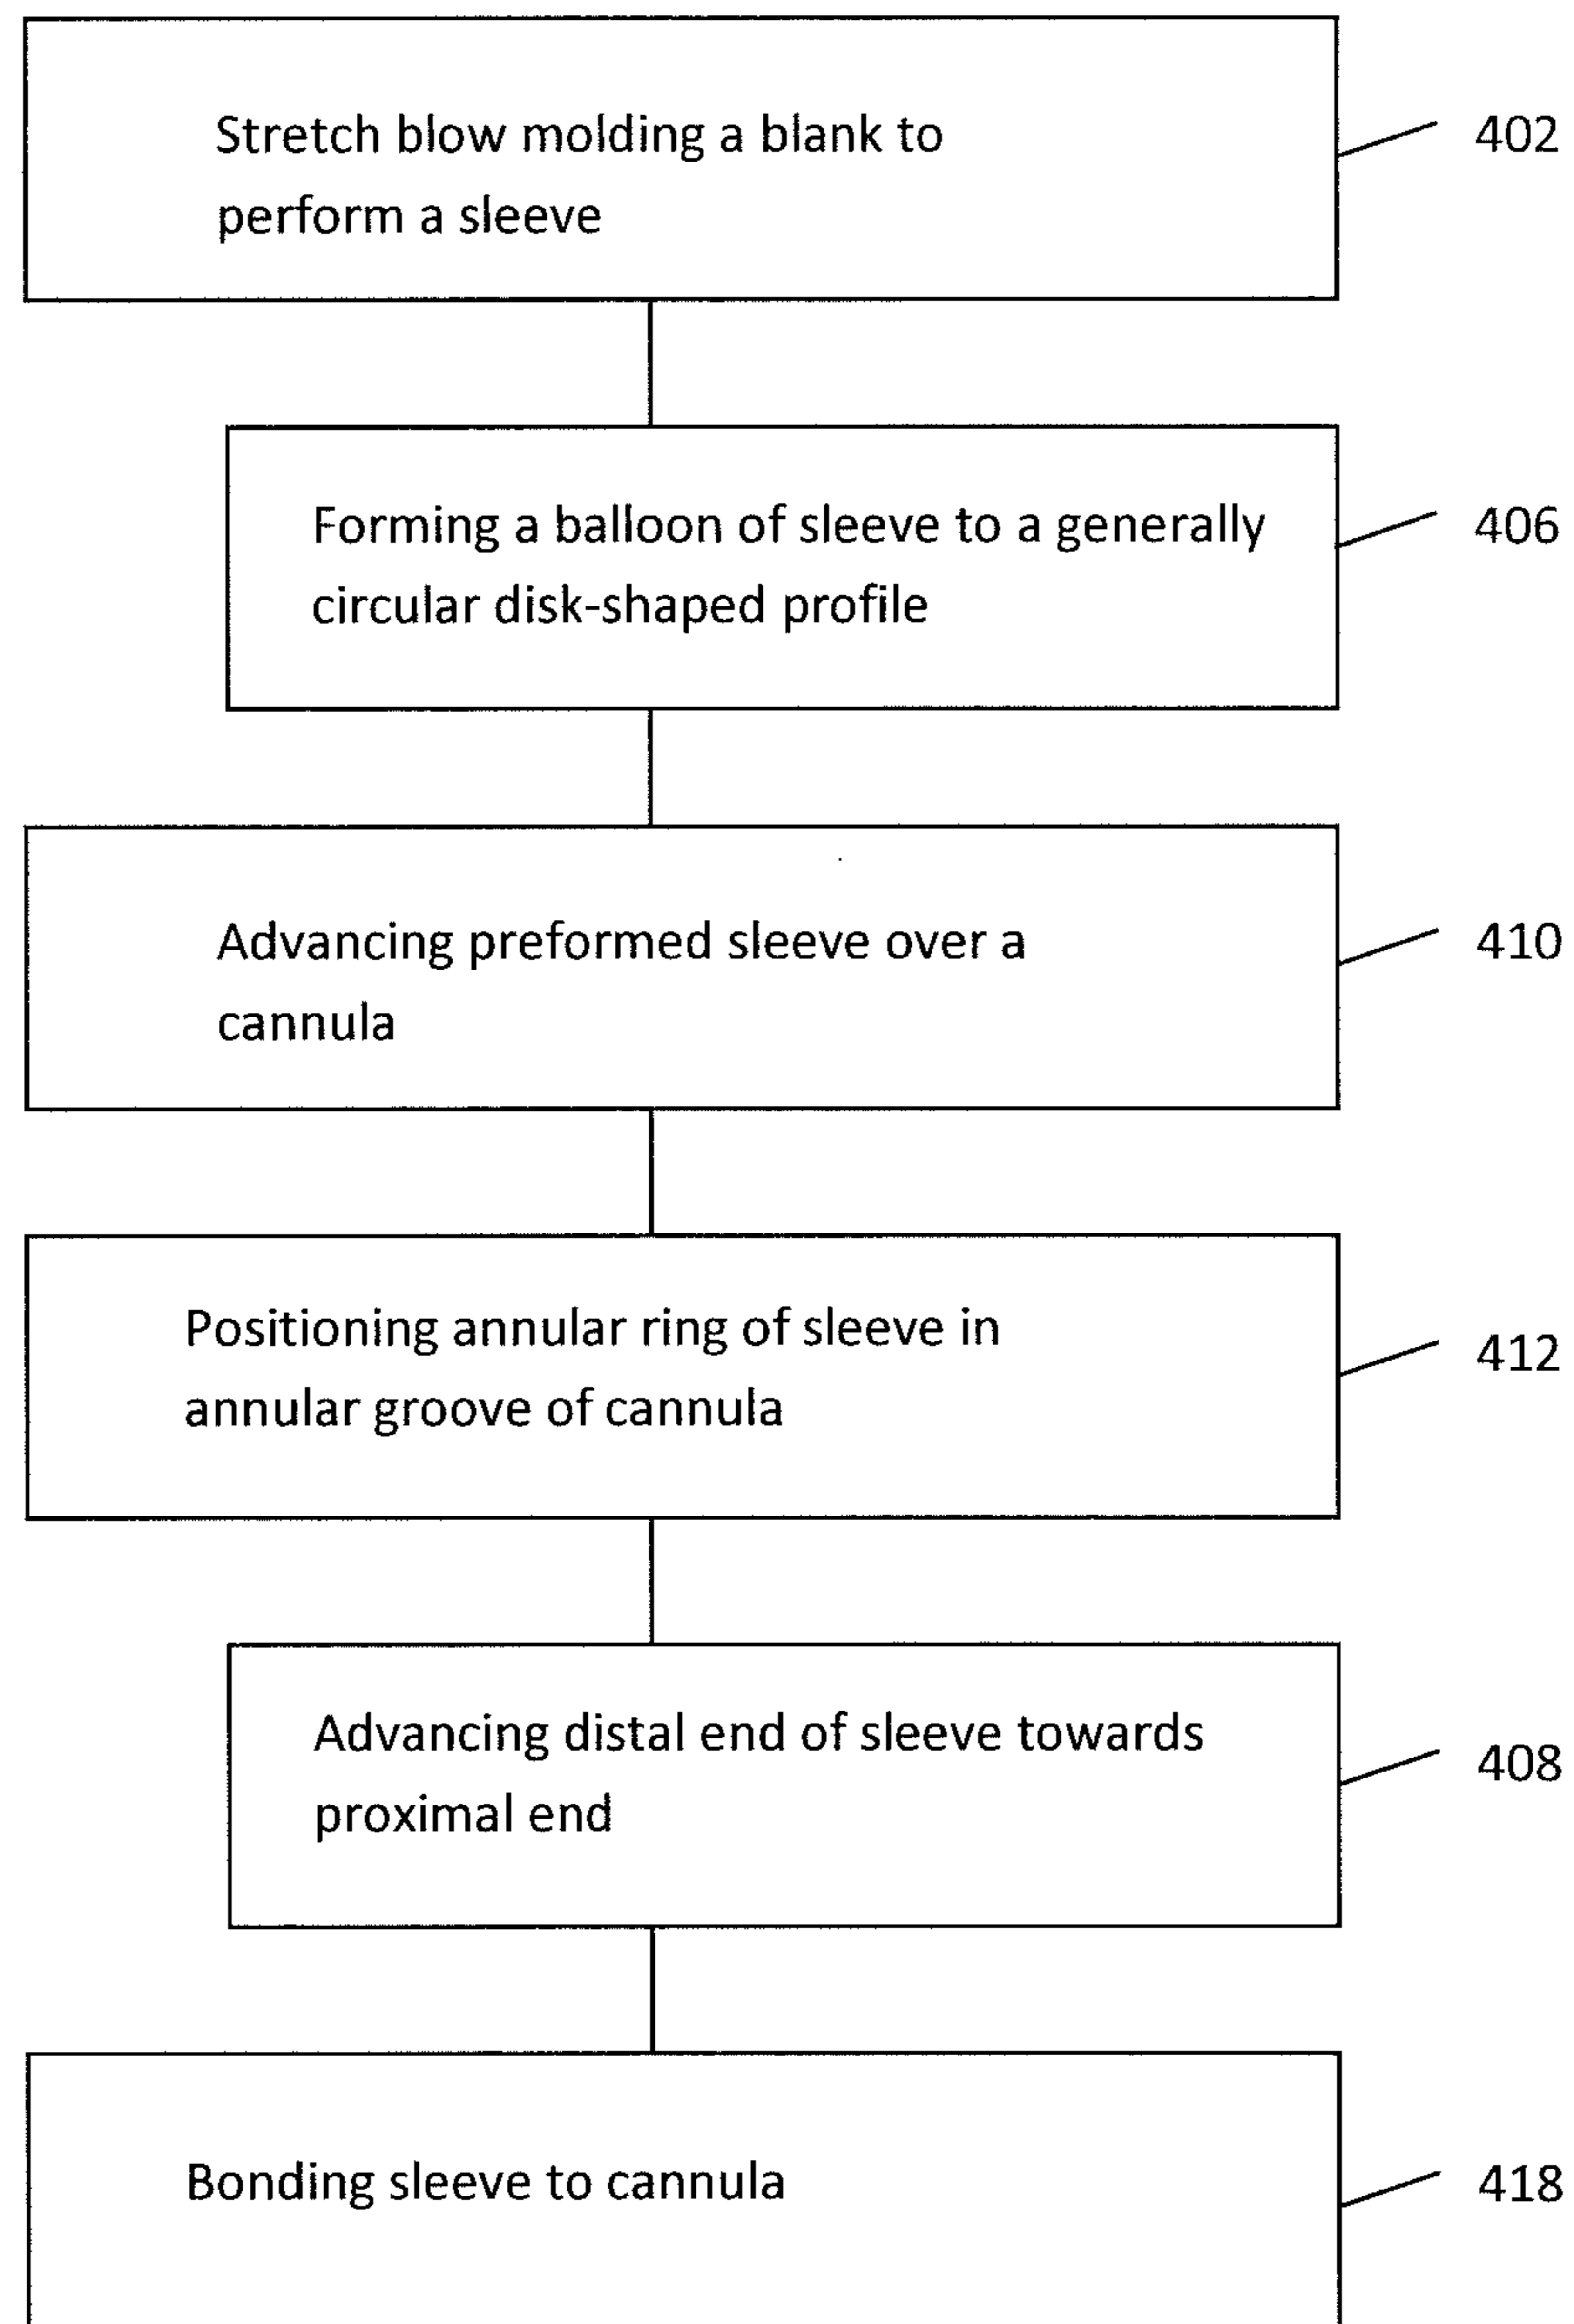 Stretch blow molding a blank to
perform a sleeve
402
Forming a balloon of sleeve to a generally
circular disk-shaped profile
406
Advancing preformed sleeve over a
cannula
410
Positioning annular ring of sleeve in
annular groove of cannula
412
Advancing distal end of sleeve towards
proximal end
408
Bonding sleeve to cannula
418